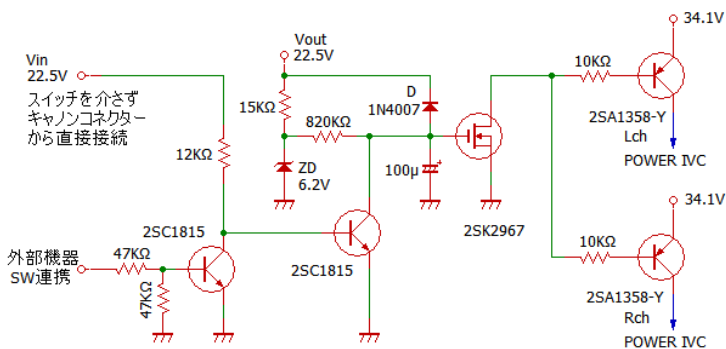 34.1V
Vin
22.5V
スイッチを介さず
キャノンコネクター
から直接接続
Vout
22.5V
10KΩ
D
1N4007
15KΩ
820KΩ
2SA1358-Y
Lch
POWER IVC
12KΩ
ZD
6.2V
100μ
+
2SK2967
34.1V
2SC1815
2SC1815
外部機器
SW連携
47KΩ
47KΩ
10KΩ
2SA1358-Y
Rch
POWER IVC